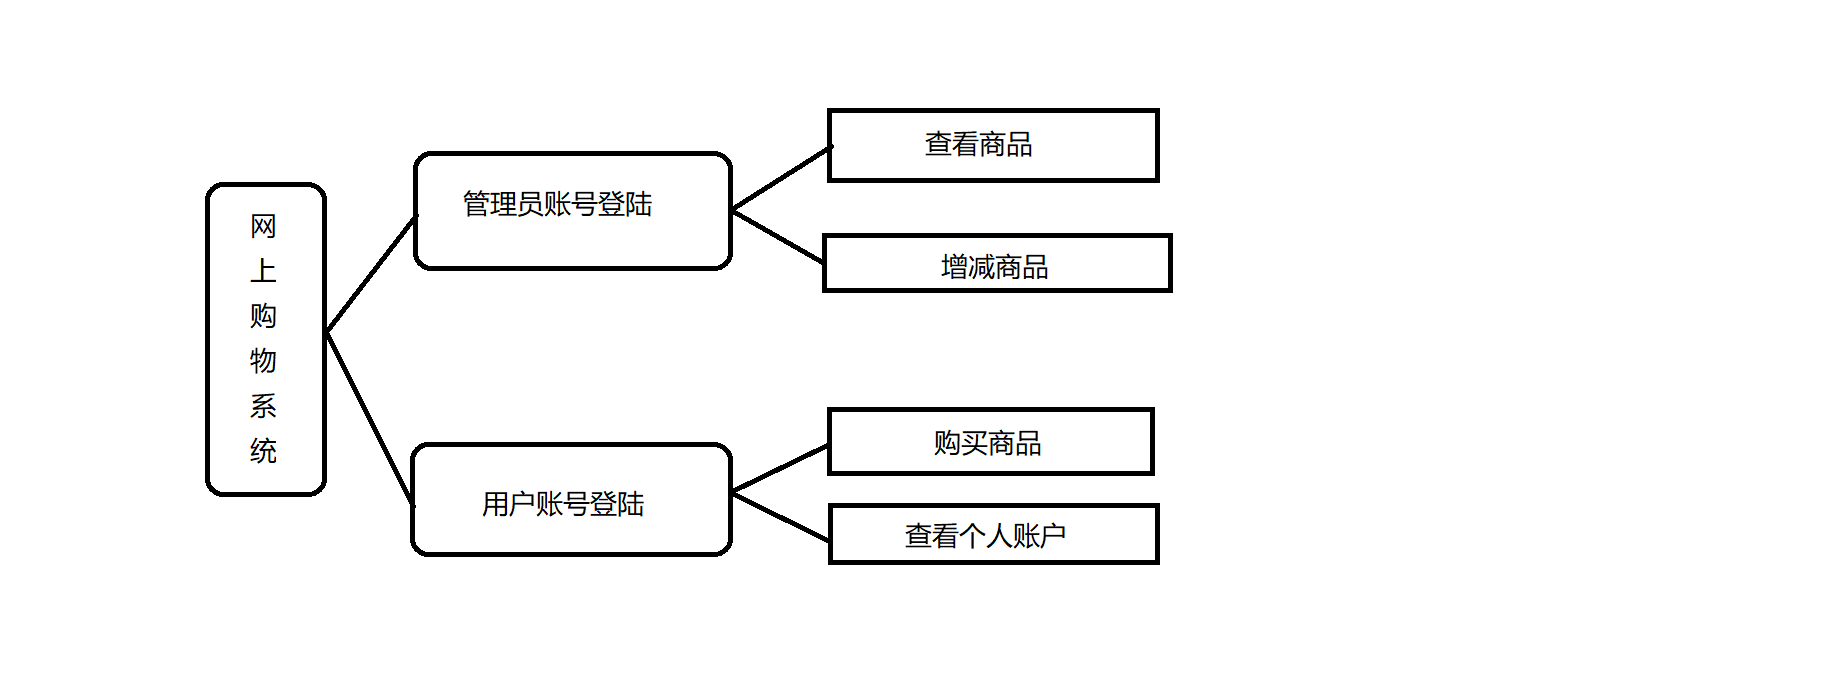 网
上
购
物
系
统
管理员账号登陆
查看商品
增减商品
用户账号登陆
购买商品
查看个人账户